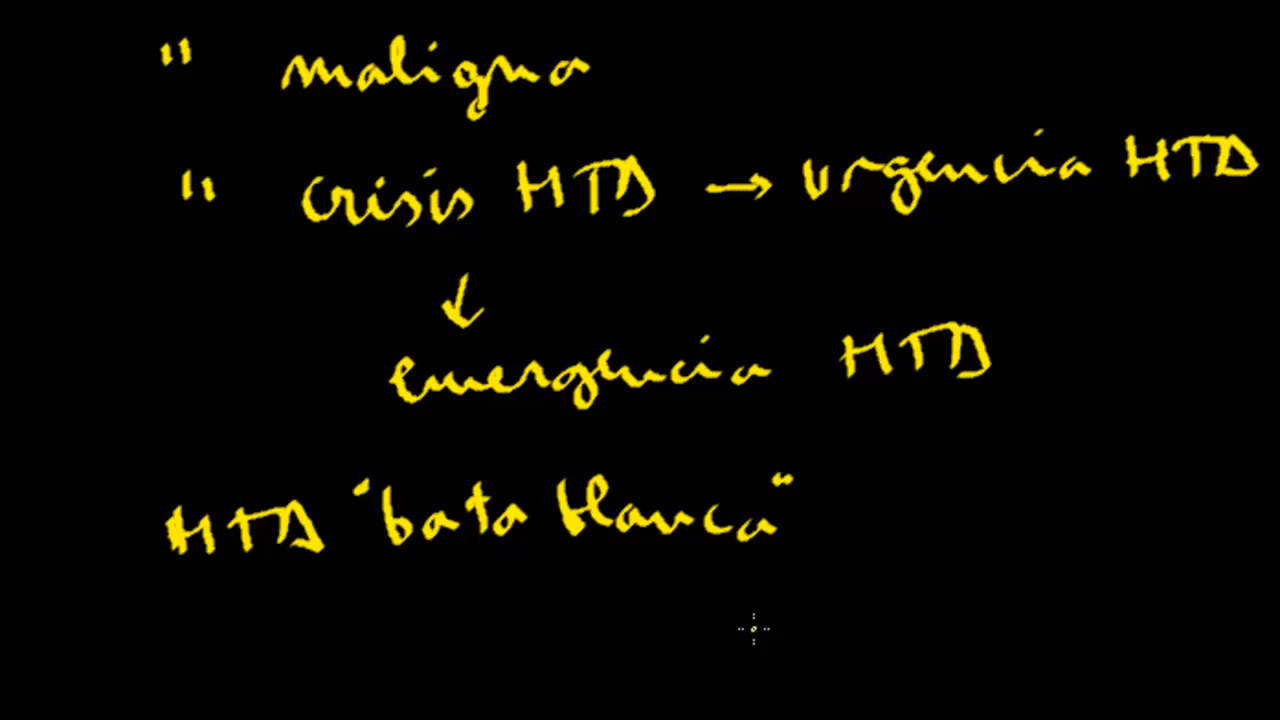 " maligna
" crisis HTA → urgencia HTA
↓
emergencia HTA
HTA "bata blanca"